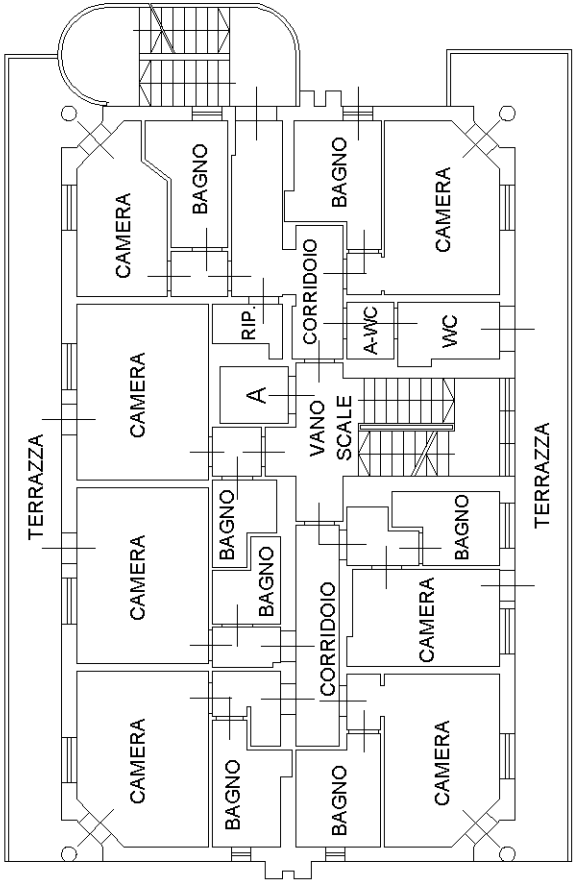 BAGNO
BAGNO
CAMERA
CAMERA
CORRIDOIO
RIP.
A-WC
WC
CAMERA
A
VANO
SCALE
TERRAZZA
TERRAZZA
BAGNO
BAGNO
CAMERA
BAGNO
CORRIDOIO
CAMERA
CAMERA
BAGNO
BAGNO
CAMERA